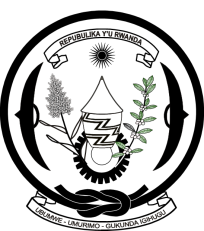 REPUBULIKA Y'U RWANDA
UBUMWE - UMURIMO - GUKUNDA IGIHUGU